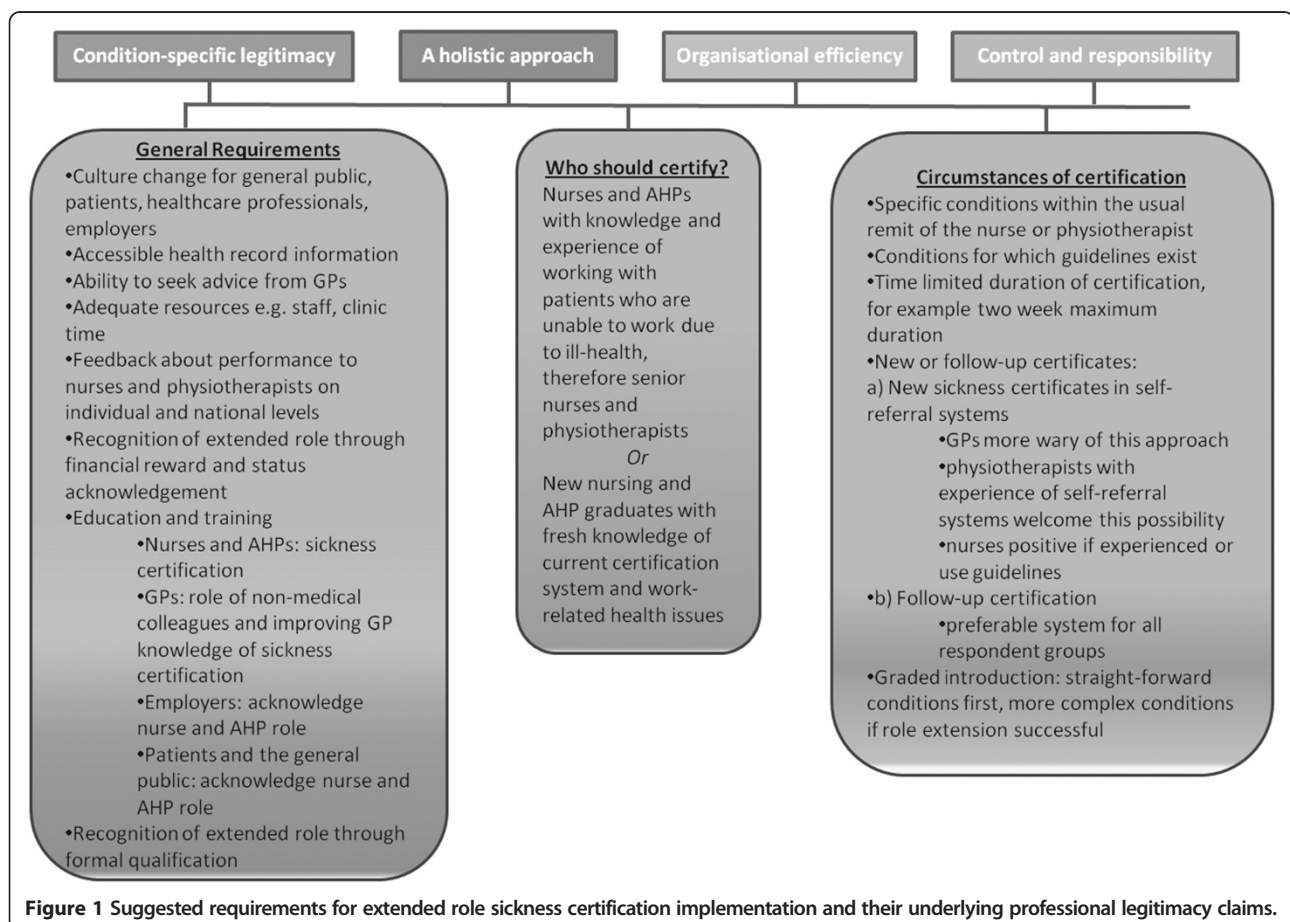 Condition-specific legitimacy
A holistic approach
Organisational efficiency
Control and responsibility
General Requirements
•Culture change for general public,
patients, healthcare professionals,
employers
•Accessible health record information
•Ability to seek advice from GPs
•Adequate resources e.g. staff, clinic
time
•Feedback about performance to
nurses and physiotherapists on
individual and national levels
•Recognition of extended role through
financial reward and status
acknowledgement
•Education and training
•Nurses and AHPs: sickness
certification
•GPs: role of non-medical
colleagues and improving GP
knowledge of sickness
certification
•Employers: acknowledge
nurse and AHP role
•Patients and the general
public: acknowledge nurse and
AHP role
•Recognition of extended role through
formal qualification
Who should certify?
Nurses and AHPs
with knowledge and
experience of
working with
patients who are
unable to work due
to ill-health,
therefore senior
nurses and
physiotherapists
Or
New nursing and
AHP graduates with
fresh knowledge of
current certification
system and work-
related health issues
Circumstances of certification
•Specific conditions within the usual
remit of the nurse or physiotherapist
•Conditions for which guidelines exist
•Time limited duration of certification,
for example two week maximum
duration
•New or follow-up certificates:
a) New sickness certificates in self-
referral systems
•GPs more wary of this approach
•physiotherapists with
experience of self-referral
systems welcome this possibility
•nurses positive if experienced or
use guidelines
•b) Follow-up certification
•preferable system for all
respondent groups
•Graded introduction: straight-forward
conditions first, more complex conditions
if role extension successful
Figure 1 Suggested requirements for extended role sickness certification implementation and their underlying professional legitimacy claims.